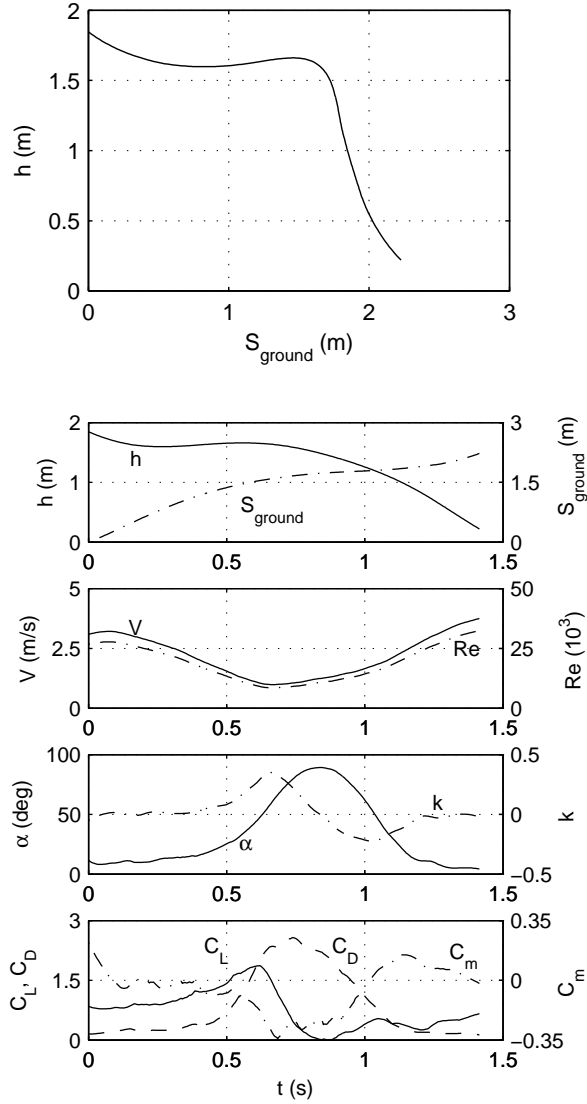 2
1.5
1
0.5
0
h (m)
0
1
2
3
S_ground (m)
2
1
0
h (m)
3
1.5
0
S_ground (m)
h
S_ground
0
0.5
1
1.5
5
2.5
0
V (m/s)
50
25
0
Re (10^3)
V
Re
0
0.5
1
1.5
100
50
0
α (deg)
0.5
0
−0.5
k
α
k
0
0.5
1
1.5
3
1.5
0
C_L, C_D
0.35
0
−0.35
C_m
C_L
C_D
C_m
0
0.5
1
1.5
t (s)